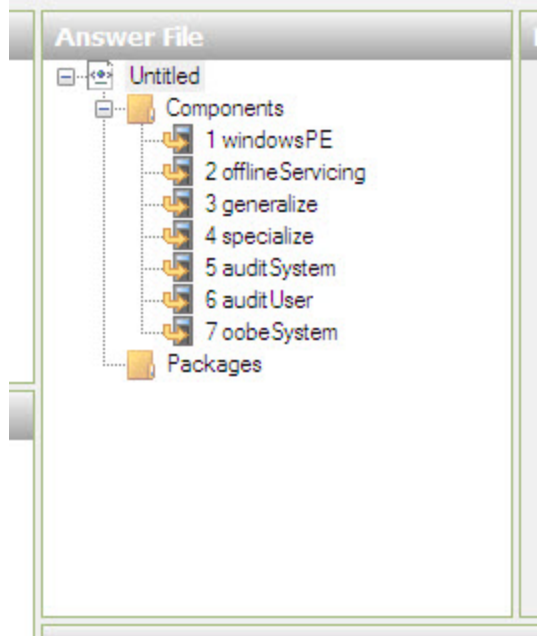 Answer File
Untitled
Components
1 windowsPE
2 offlineServicing
3 generalize
4 specialize
5 auditSystem
6 auditUser
7 oobeSystem
Packages